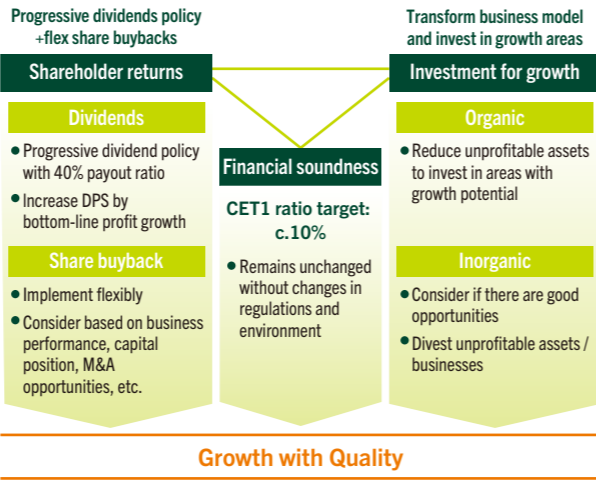 Progressive dividends policy
+flex share buybacks
Shareholder returns
Dividends
● Progressive dividend policy
with 40% payout ratio
● Increase DPS by
bottom-line profit growth
Share buyback
● Implement flexibly
● Consider based on business
performance, capital
position, M&A
opportunities, etc.
Financial soundness
CET1 ratio target:
c.10%
● Remains unchanged
without changes in
regulations and
environment
Transform business model
and invest in growth areas
Investment for growth
Organic
● Reduce unprofitable assets
to invest in areas with
growth potential
Inorganic
● Consider if there are good
opportunities
● Divest unprofitable assets /
businesses
Growth with Quality